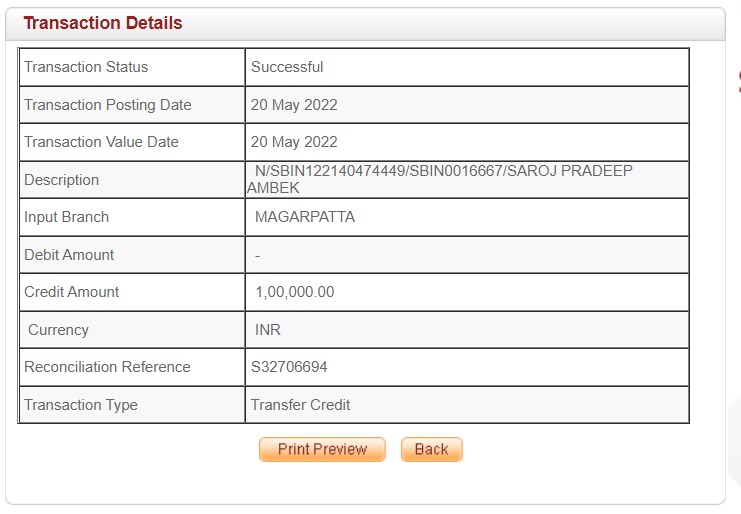 Transaction Details
Transaction Status Successful
Transaction Posting Date 20 May 2022
Transaction Value Date 20 May 2022
Description N/SBIN122140474449/SBIN0016667/SAROJ PRADEEP
AMBEK
Input Branch MAGARPATTA
Debit Amount -
Credit Amount 1,00,000.00
Currency INR
Reconciliation Reference S32706694
Transaction Type Transfer Credit
Print Preview Back